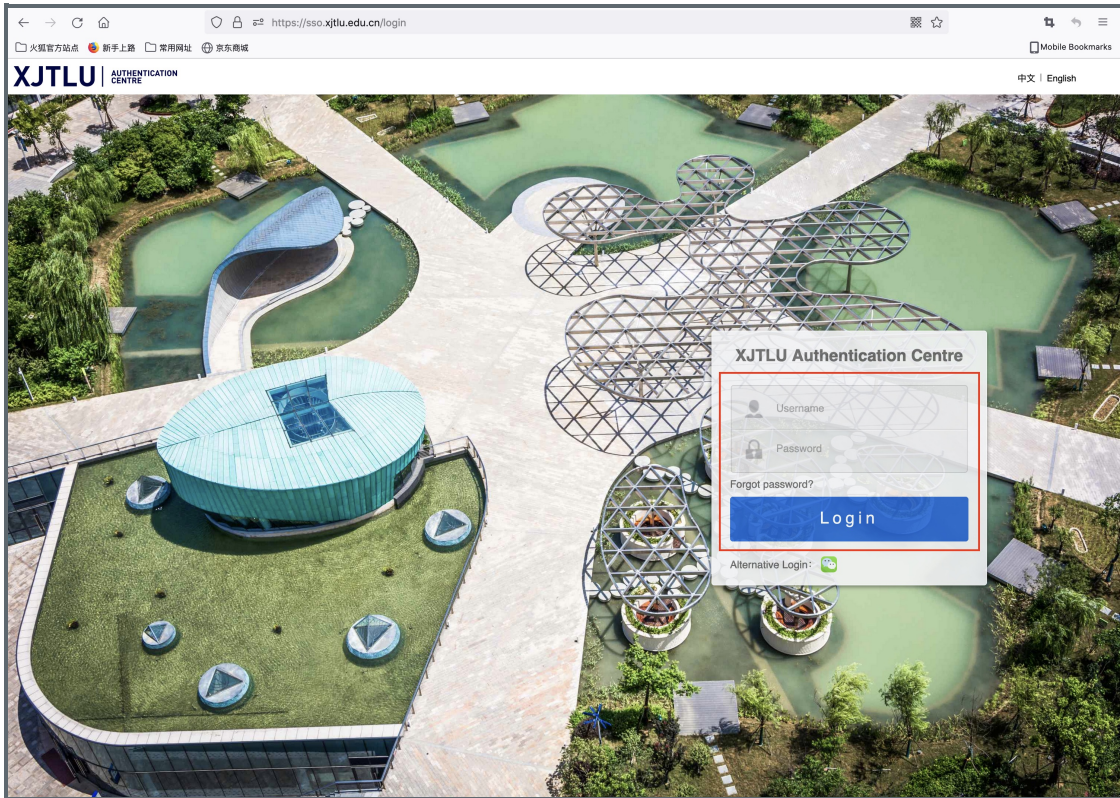 https://sso.xjtlu.edu.cn/login
火狐官方站点 新手上路 常用网址 京东商城 Mobile Bookmarks
XJTLU AUTHENTICATION
CENTRE
中文 | English
XJTLU Authentication Centre
Username
Password
Forgot password?
Login
Alternative Login: